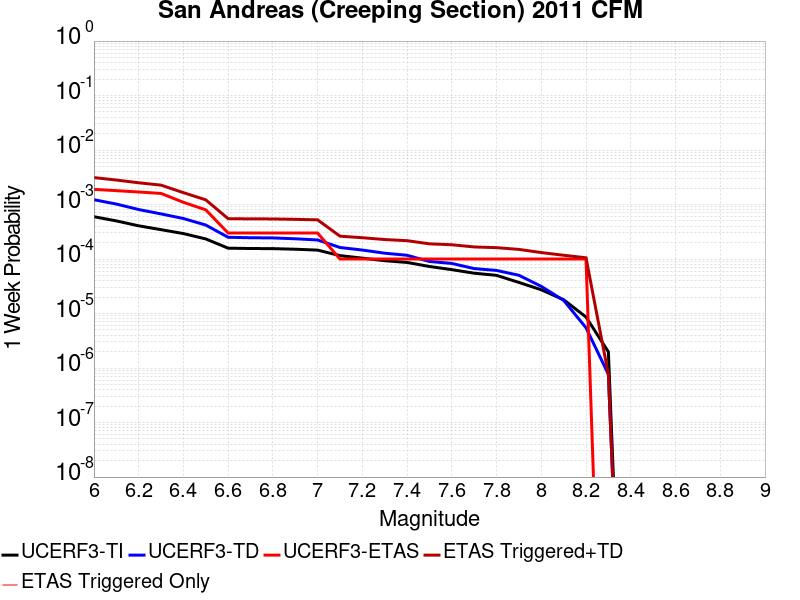 San Andreas (Creeping Section) 2011 CFM
10^0
10^-1
10^-2
10^-3
10^-4
10^-5
10^-6
10^-7
10^-8
1 Week Probability
6 6.2 6.4 6.6 6.8 7 7.2 7.4 7.6 7.8 8 8.2 8.4 8.6 8.8 9
Magnitude
UCERF3-TI UCERF3-TD UCERF3-ETAS ETAS Triggered+TD
ETAS Triggered Only